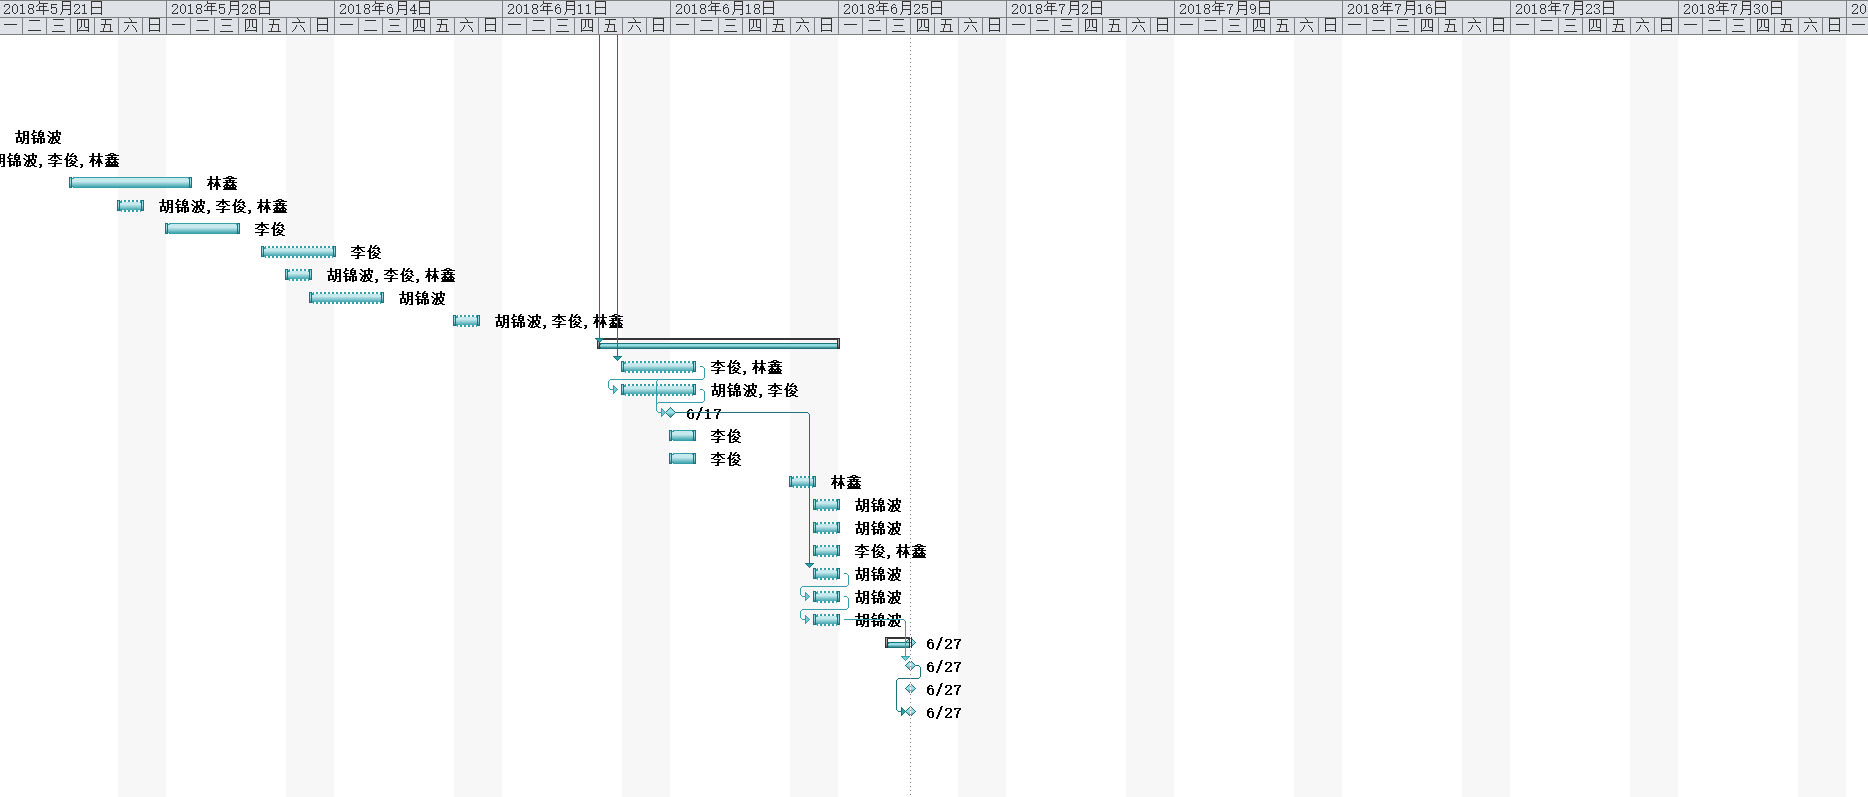 2018年5月21日 2018年5月28日 2018年6月4日 2018年6月11日 2018年6月18日 2018年6月25日 2018年7月2日 2018年7月9日 2018年7月16日 2018年7月23日 2018年7月30日 20
一 二 三 四 五 六 日 一 二 三 四 五 六 日 一 二 三 四 五 六 日 一 二 三 四 五 六 日 一 二 三 四 五 六 日 一 二 三 四 五 六 日 一 二 三 四 五 六 日 一 二 三 四 五 六 日 一 二 三 四 五 六 日 一 二 三 四 五 六 日 一 二 三 四 五 六 日 一
胡锦波
胡锦波,李俊,林鑫
林鑫
胡锦波,李俊,林鑫
李俊
李俊
胡锦波,李俊,林鑫
胡锦波
胡锦波,李俊,林鑫
李俊,林鑫
胡锦波,李俊
6/17
李俊
李俊
林鑫
胡锦波
胡锦波
李俊,林鑫
胡锦波
胡锦波
胡锦波
6/27
6/27
6/27
6/27